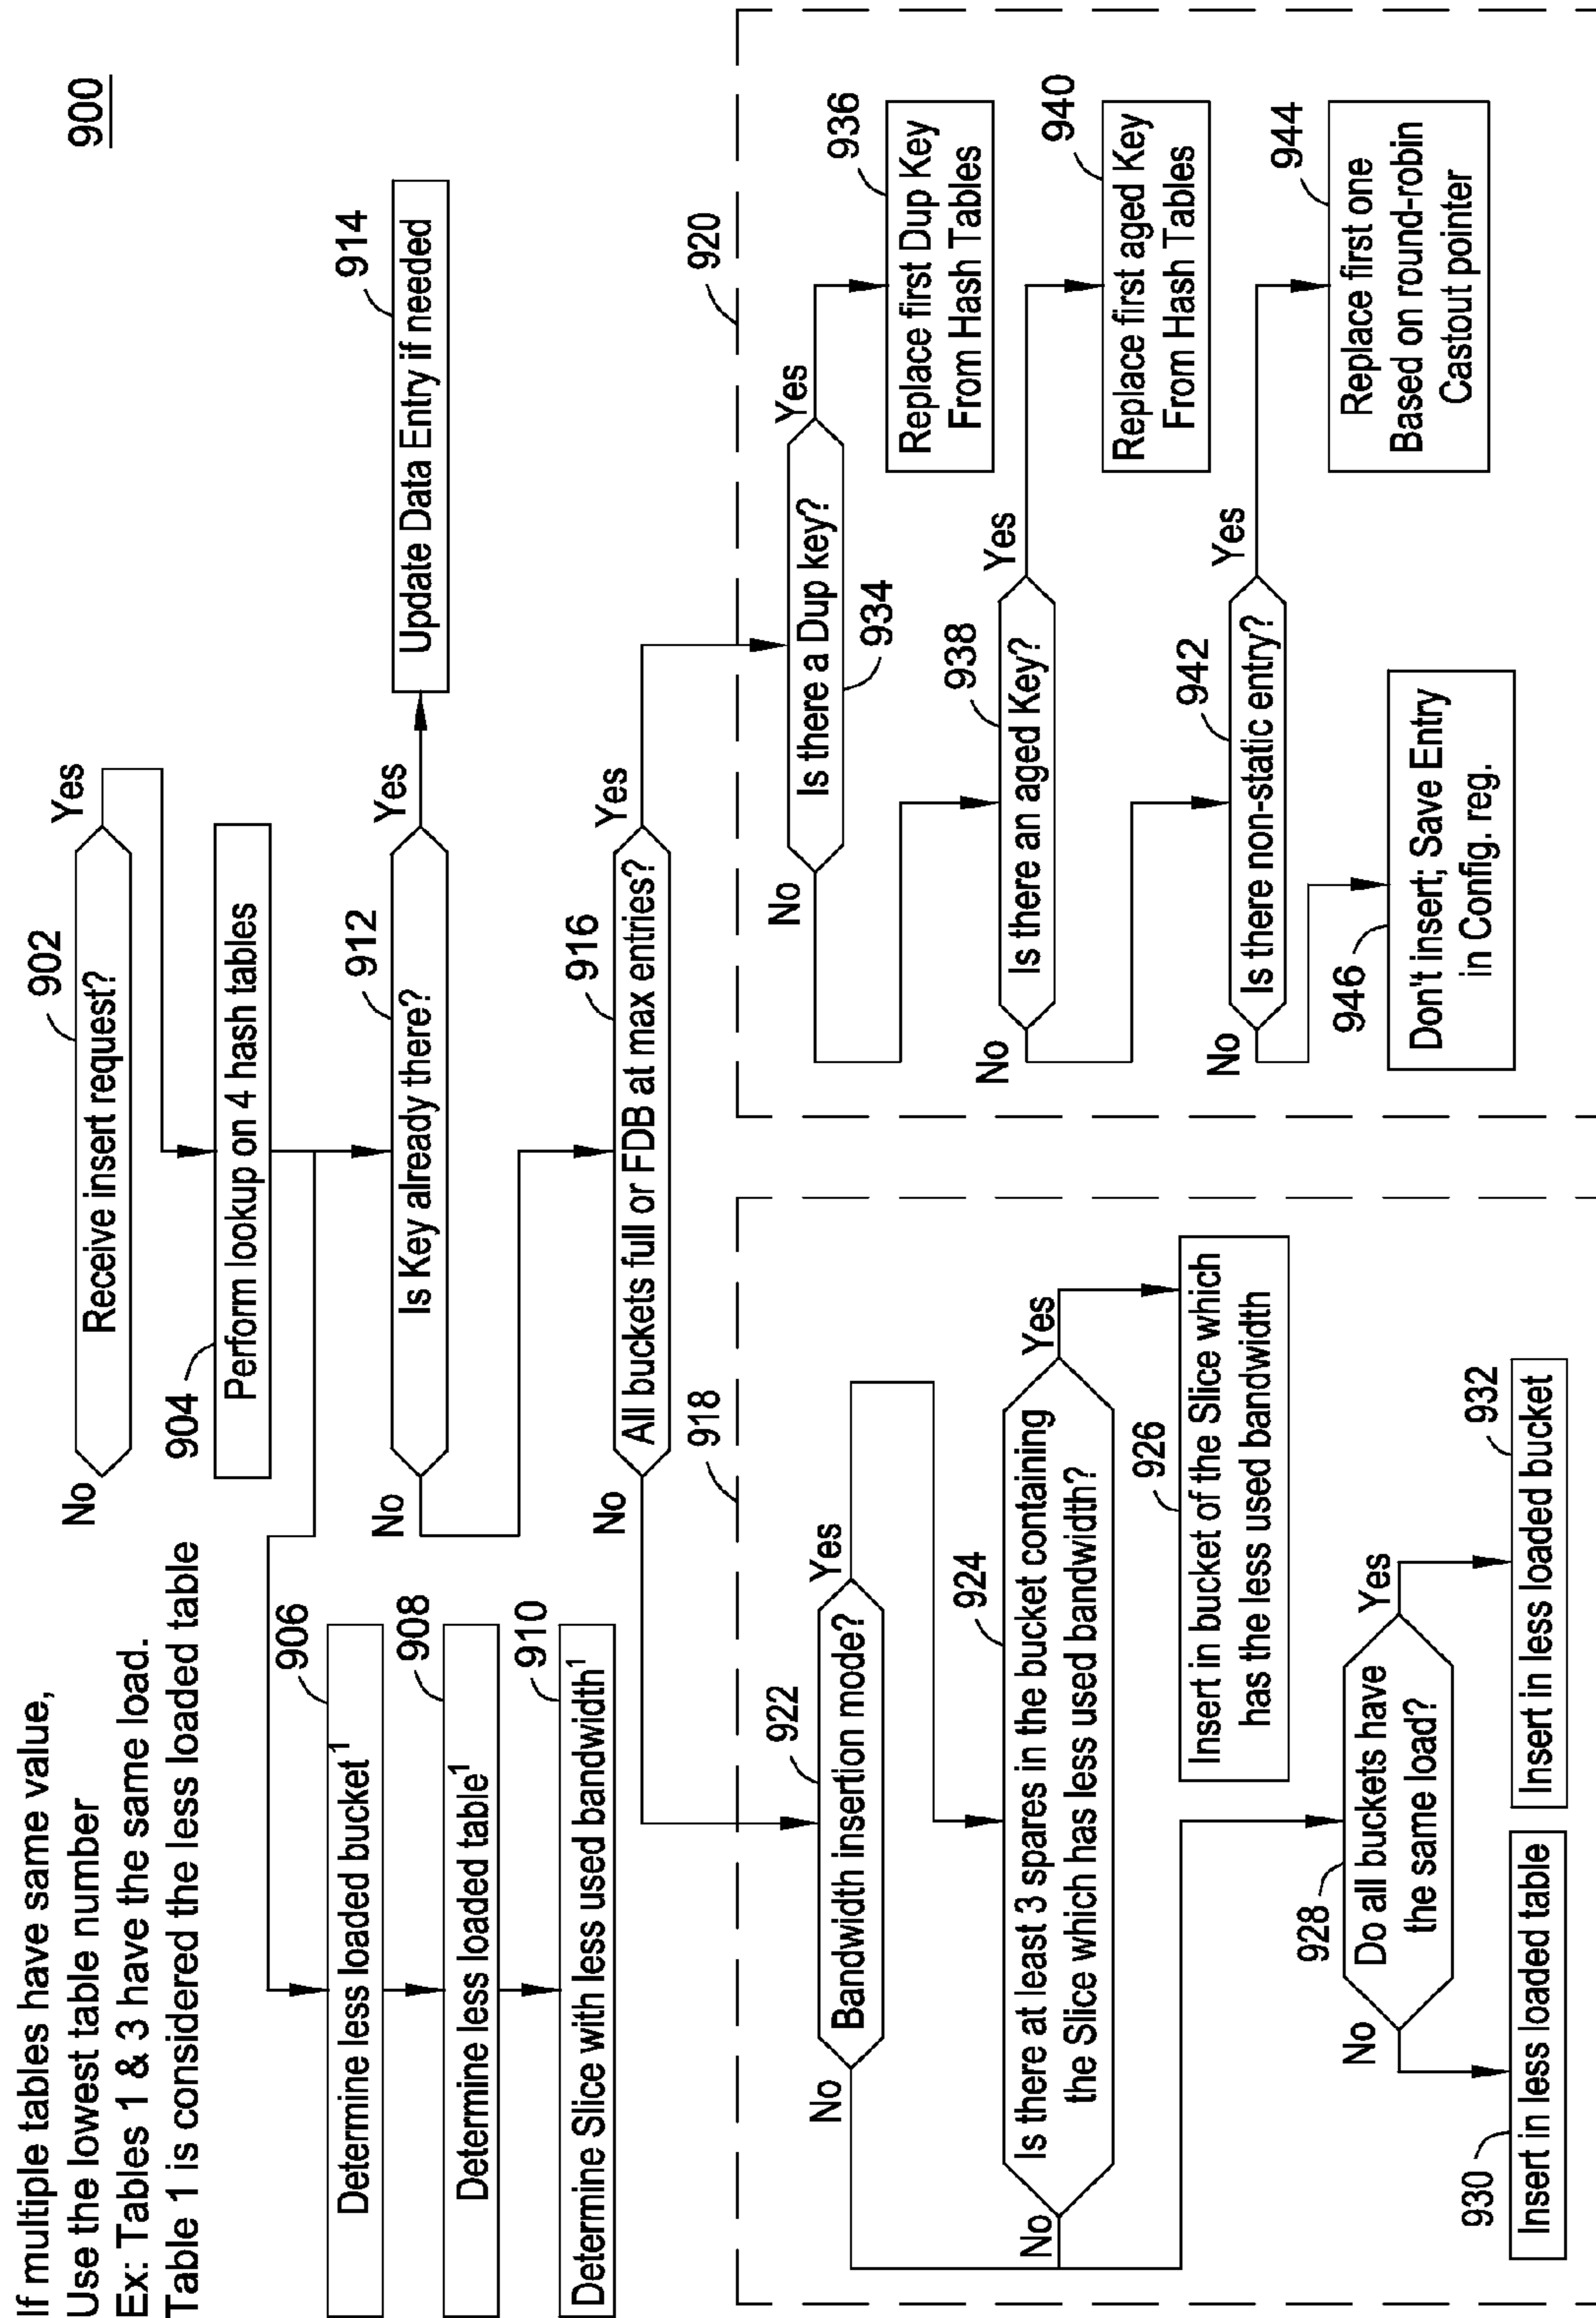 900
If multiple tables have same value,
Use the lowest table number
Ex: Tables 1 & 3 have the same load.
Table 1 is considered the less loaded table
902
Receive insert request?
No
Yes
904
Perform lookup on 4 hash tables
906
Determine less loaded bucket¹
908
Determine less loaded table¹
910
Determine Slice with less used bandwidth¹
912
Is Key already there?
No
Yes
914
Update Data Entry if needed
916
All buckets full or FDB at max entries?
No
Yes
918
922
Bandwidth insertion mode?
No
Yes
924
Is there at least 3 spares in the bucket containing
the Slice which has less used bandwidth?
No
Yes
926
Insert in bucket of the Slice which
has the less used bandwidth
928
Do all buckets have
the same load?
No
Yes
930
Insert in less loaded table
932
Insert in less loaded bucket
920
Is there a Dup key?
934
No
Yes
936
Replace first Dup Key
From Hash Tables
938
Is there an aged Key?
No
Yes
940
Replace first aged Key
From Hash Tables
942
Is there non-static entry?
No
Yes
944
Replace first one
Based on round-robin
Castout pointer
946
Don't insert; Save Entry
in Config. reg.